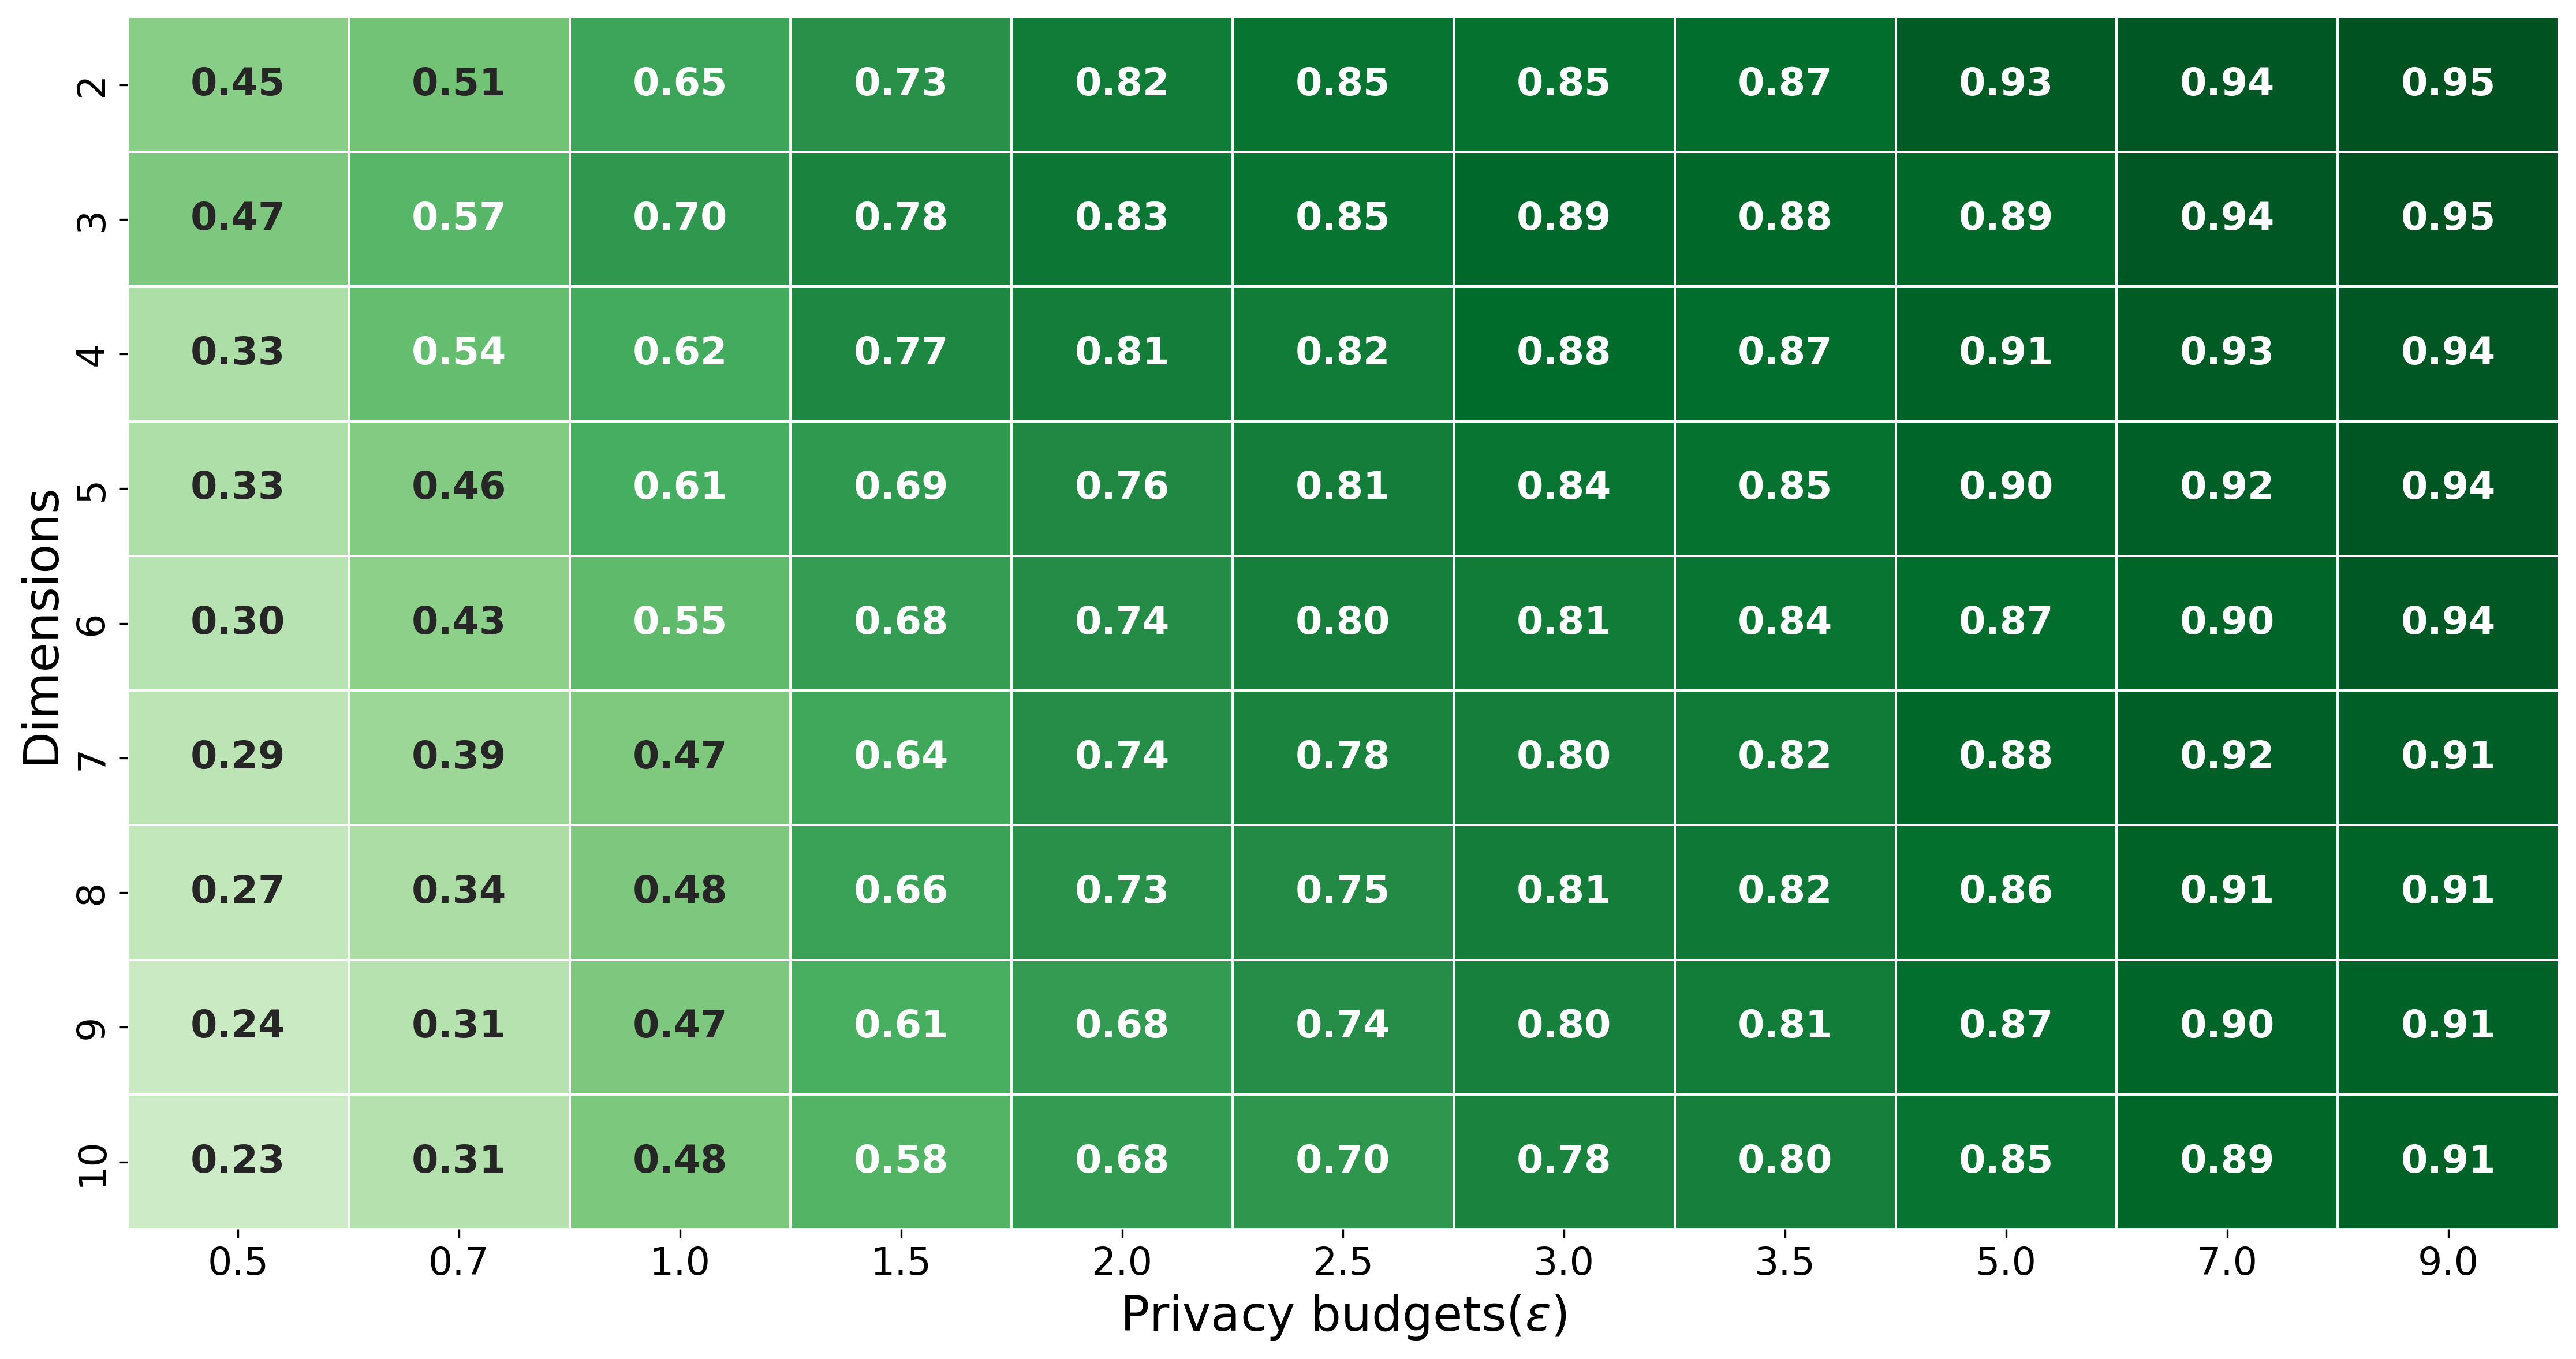 2 0.45 0.51 0.65 0.73 0.82 0.85 0.85 0.87 0.93 0.94 0.95
3 0.47 0.57 0.70 0.78 0.83 0.85 0.89 0.88 0.89 0.94 0.95
4 0.33 0.54 0.62 0.77 0.81 0.82 0.88 0.87 0.91 0.93 0.94
5 0.33 0.46 0.61 0.69 0.76 0.81 0.84 0.85 0.90 0.92 0.94
6 0.30 0.43 0.55 0.68 0.74 0.80 0.81 0.84 0.87 0.90 0.94
7 0.29 0.39 0.47 0.64 0.74 0.78 0.80 0.82 0.88 0.92 0.91
8 0.27 0.34 0.48 0.66 0.73 0.75 0.81 0.82 0.86 0.91 0.91
9 0.24 0.31 0.47 0.61 0.68 0.74 0.80 0.81 0.87 0.90 0.91
10 0.23 0.31 0.48 0.58 0.68 0.70 0.78 0.80 0.85 0.89 0.91
0.5 0.7 1.0 1.5 2.0 2.5 3.0 3.5 5.0 7.0 9.0
Dimensions
Privacy budgets(ε)